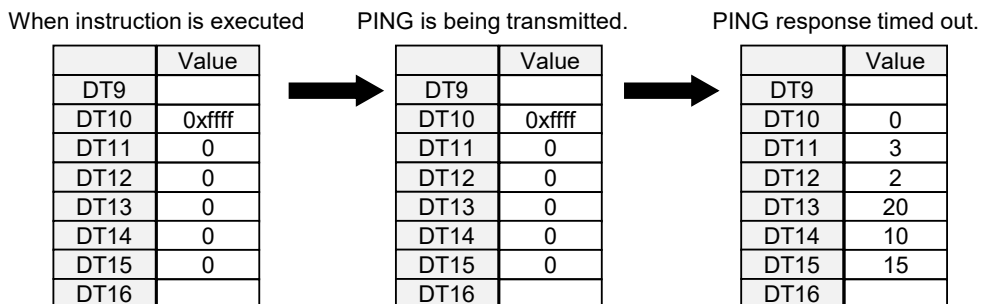 When instruction is executed PING is being transmitted. PING response timed out.
Value Value Value
DT9 DT9 DT9
DT10 0xffff DT10 0xffff DT10 0
DT11 0 DT11 0 DT11 3
DT12 0 DT12 0 DT12 2
DT13 0 DT13 0 DT13 20
DT14 0 DT14 0 DT14 10
DT15 0 DT15 0 DT15 15
DT16 DT16 DT16